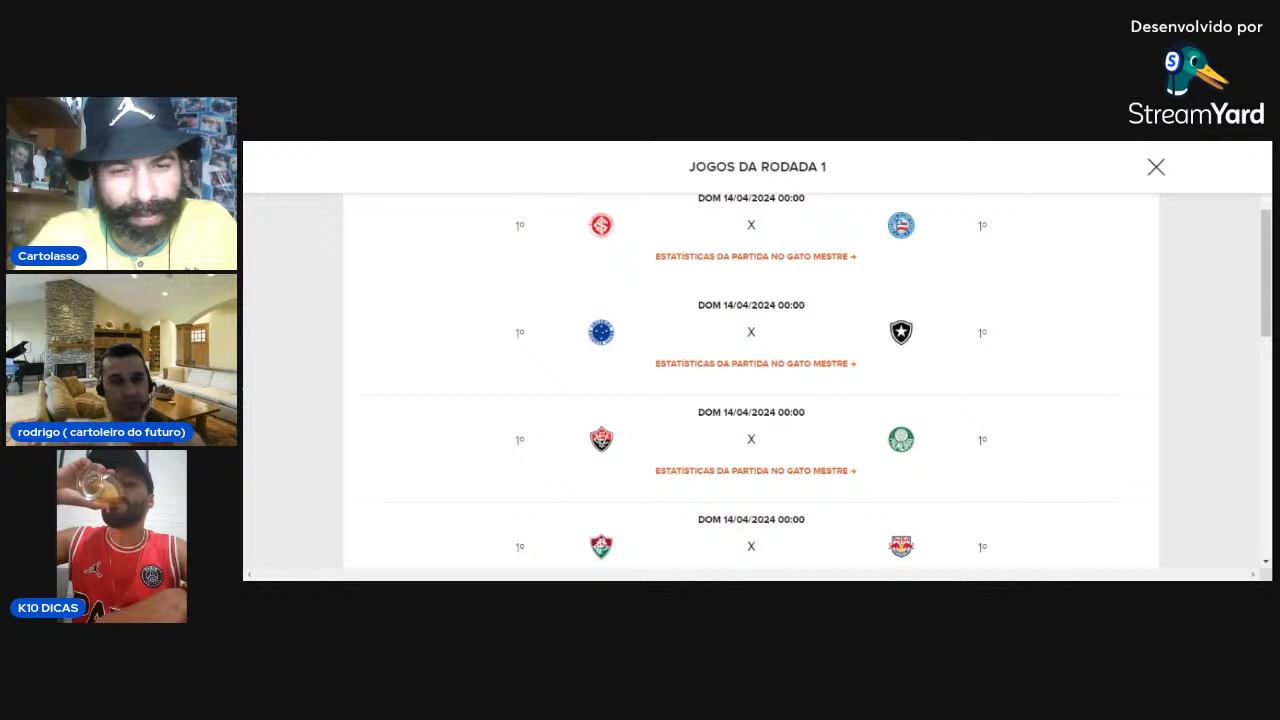 Desenvolvido por
StreamYard
JOGOS DA RODADA 1
DOM 14/04/2024 00:00
1º X 1º
ESTATÍSTICAS DA PARTIDA NO GATO MESTRE →
DOM 14/04/2024 00:00
1º X 1º
ESTATÍSTICAS DA PARTIDA NO GATO MESTRE →
DOM 14/04/2024 00:00
1º X 1º
ESTATÍSTICAS DA PARTIDA NO GATO MESTRE →
DOM 14/04/2024 00:00
1º X 1º
Cartolasso
rodrigo ( cartoleiro do futuro)
K10 DICAS